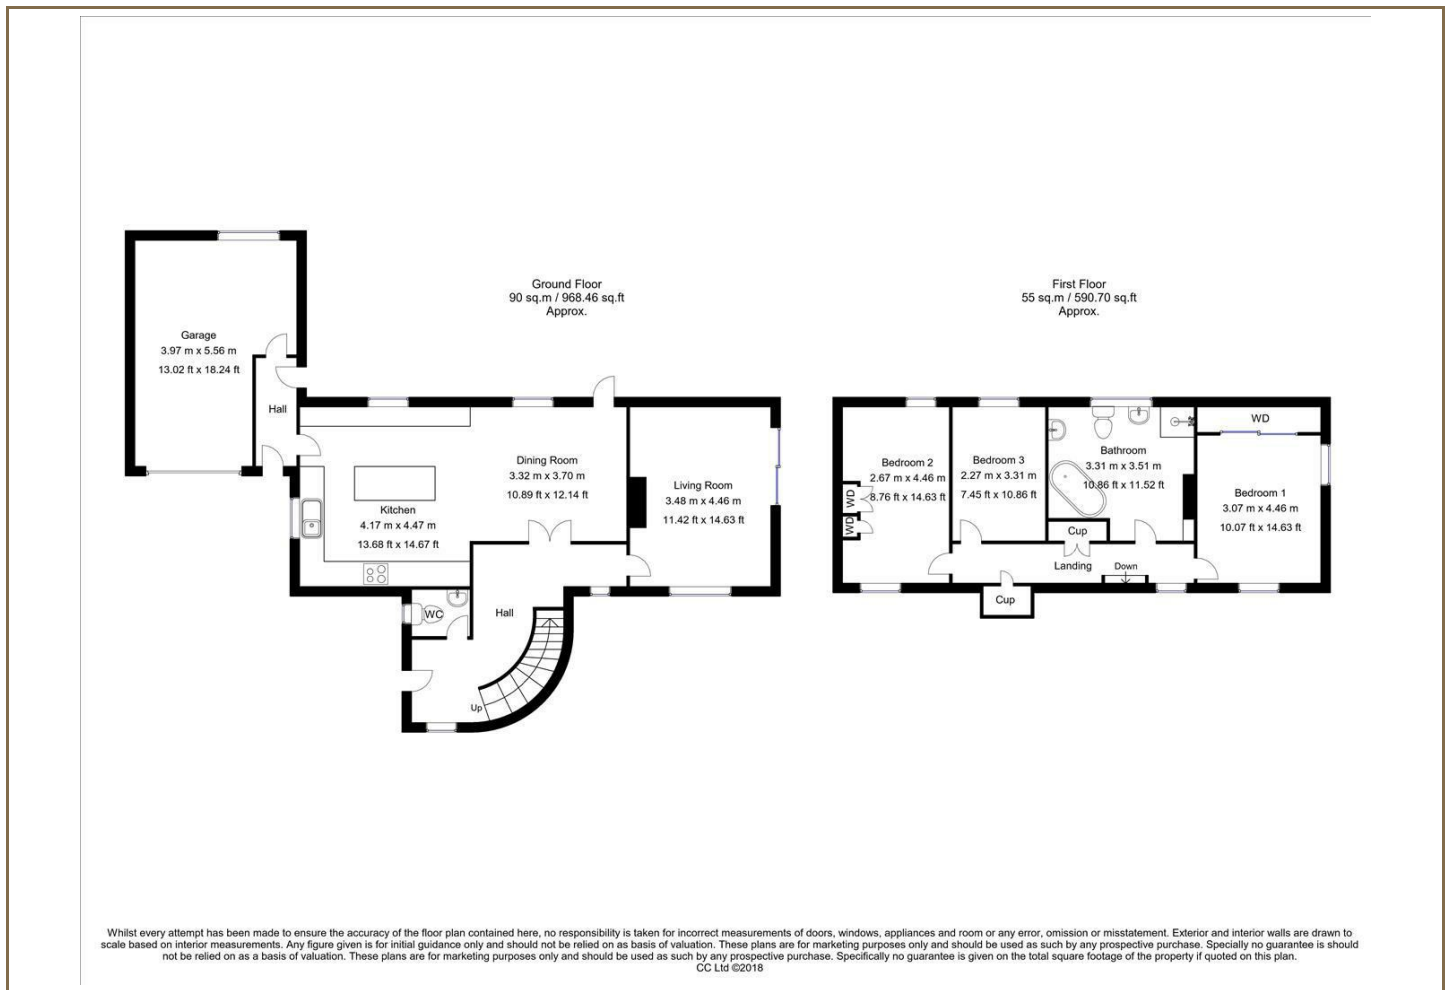 Ground Floor
90 sq.m / 968.46 sq.ft
Approx.
First Floor
55 sq.m / 590.70 sq.ft
Approx.
Garage
3.97 m x 5.56 m
13.02 ft x 18.24 ft
Hall
Kitchen
4.17 m x 4.47 m
13.68 ft x 14.67 ft
Dining Room
3.32 m x 3.70 m
10.89 ft x 12.14 ft
Living Room
3.48 m x 4.46 m
11.42 ft x 14.63 ft
WC
Hall
Up
Bedroom 2
2.67 m x 4.46 m
8.76 ft x 14.63 ft
WD
WD
Bedroom 3
2.27 m x 3.31 m
7.45 ft x 10.86 ft
Bathroom
3.31 m x 3.51 m
10.86 ft x 11.52 ft
WD
Bedroom 1
3.07 m x 4.46 m
10.07 ft x 14.63 ft
Cup
Landing
Down
Cup
Whilst every attempt has been made to ensure the accuracy of the floor plan contained here, no responsibility is taken for incorrect measurements of doors, windows, appliances and room or any error, omission or misstatement. Exterior and interior walls are drawn to
scale based on interior measurements. Any figure given is for initial guidance only and should not be relied on as basis of valuation. These plans are for marketing purposes only and should be used as such by any prospective purchase. Specially no guarantee is should
not be relied on as a basis of valuation. These plans are for marketing purposes only and should be used as such by any prospective purchase. Specifically no guarantee is given on the total square footage of the property if quoted on this plan.
CC Ltd ©2018